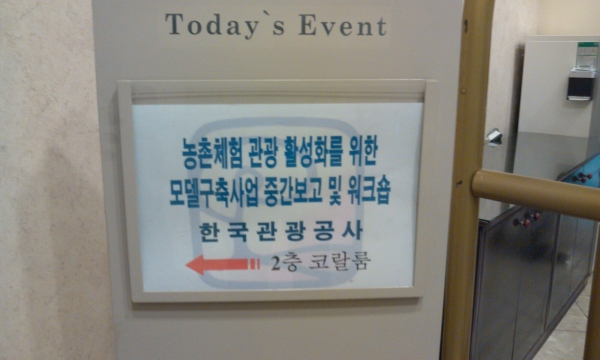 Today`s Event
농촌체험 관광 활성화를 위한
모델구축사업 중간보고 및 워크숍
한국관광공사
2층 코랄룸